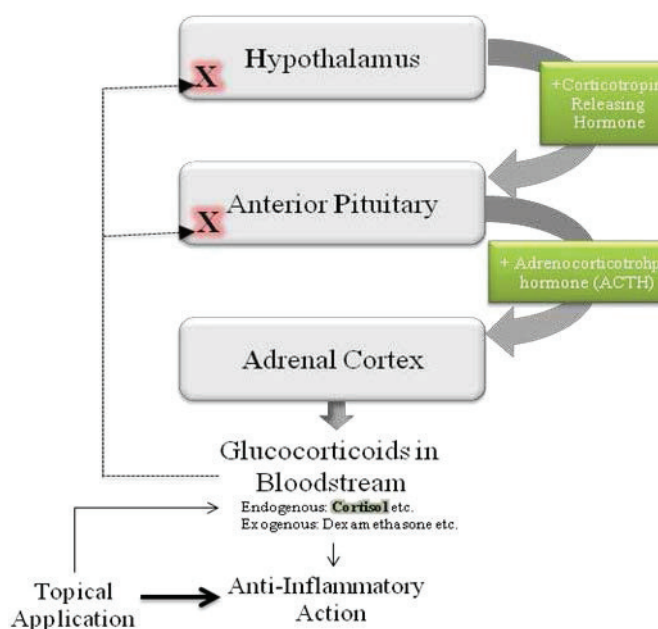 X
Hypothalamus
+Corticotropin
Releasing
Hormone
X
Anterior Pituitary
+ Adrenocorticotrohp
hormone (ACTH)
Adrenal Cortex
Glucocorticoids in
Bloodstream
Endogenous: Cortisol etc.
Exogenous: Dexamethasone etc.
Topical
Application
Anti-Inflammatory
Action